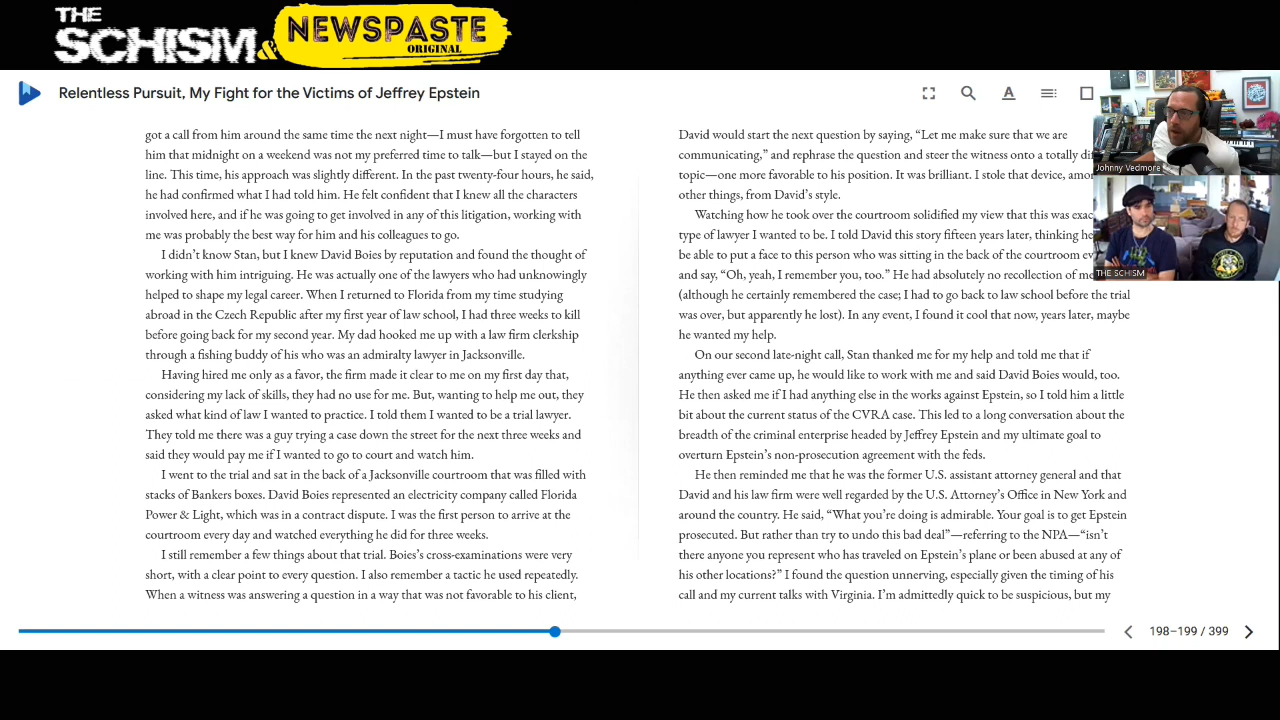 THE
SCHISM
&
NEWSPASTE
ORIGINAL
Relentless Pursuit, My Fight for the Victims of Jeffrey Epstein
A
got a call from him around the same time the next night—I must have forgotten to tell
him that midnight on a weekend was not my preferred time to talk—but I stayed on the
line. This time, his approach was slightly different. In the past twenty-four hours, he said,
he had confirmed what I had told him. He felt confident that I knew all the characters
involved here, and if he was going to get involved in any of this litigation, working with
me was probably the best way for him and his colleagues to go.
I didn’t know Stan, but I knew David Boies by reputation and found the thought of
working with him intriguing. He was actually one of the lawyers who had unknowingly
helped to shape my legal career. When I returned to Florida from my time studying
abroad in the Czech Republic after my first year of law school, I had three weeks to kill
before going back for my second year. My dad hooked me up with a law firm clerkship
through a fishing buddy of his who was an admiralty lawyer in Jacksonville.
Having hired me only as a favor, the firm made it clear to me on my first day that,
considering my lack of skills, they had no use for me. But, wanting to help me out, they
asked what kind of law I wanted to practice. I told them I wanted to be a trial lawyer.
They told me there was a guy trying a case down the street for the next three weeks and
said they would pay me if I wanted to go to court and watch him.
I went to the trial and sat in the back of a Jacksonville courtroom that was filled with
stacks of Bankers boxes. David Boies represented an electricity company called Florida
Power & Light, which was in a contract dispute. I was the first person to arrive at the
courtroom every day and watched everything he did for three weeks.
I still remember a few things about that trial. Boies’s cross-examinations were very
short, with a clear point to every question. I also remember a tactic he used repeatedly.
When a witness was answering a question in a way that was not favorable to his client,
David would start the next question by saying, “Let me make sure that we are
communicating,” and rephrase the question and steer the witness onto a totally
topic—one more favorable to his position. It was brilliant. I stole that device,
other things, from David’s style.
Watching how he took over the courtroom solidified my view that this was
type of lawyer I wanted to be. I told David this story fifteen years later, thinking he
be able to put a face to this person who was sitting in the back of the courtroom
and say, “Oh, yeah, I remember you, too.” He had absolutely no recollection of
(although he certainly remembered the case; I had to go back to law school before the trial
was over, but apparently he lost). In any event, I found it cool that now, years later, maybe
he wanted my help.
On our second late-night call, Stan thanked me for my help and told me that if
anything ever came up, he would like to work with me and said David Boies would, too.
He then asked me if I had anything else in the works against Epstein, so I told him a little
bit about the current status of the CVRA case. This led to a long conversation about the
breadth of the criminal enterprise headed by Jeffrey Epstein and my ultimate goal to
overturn Epstein’s non-prosecution agreement with the feds.
He then reminded me that he was the former U.S. assistant attorney general and that
David and his law firm were well regarded by the U.S. Attorney’s Office in New York and
around the country. He said, “What you’re doing is admirable. Your goal is to get Epstein
prosecuted. But rather than try to undo this bad deal”—referring to the NPA—“isn’t
there anyone you represent who has traveled on Epstein’s plane or been abused at any of
his other locations?” I found the question unnerving, especially given the timing of his
call and my current talks with Virginia. I’m admittedly quick to be suspicious, but my
198–199 / 399
Johnny Vedmore
THE SCHISM